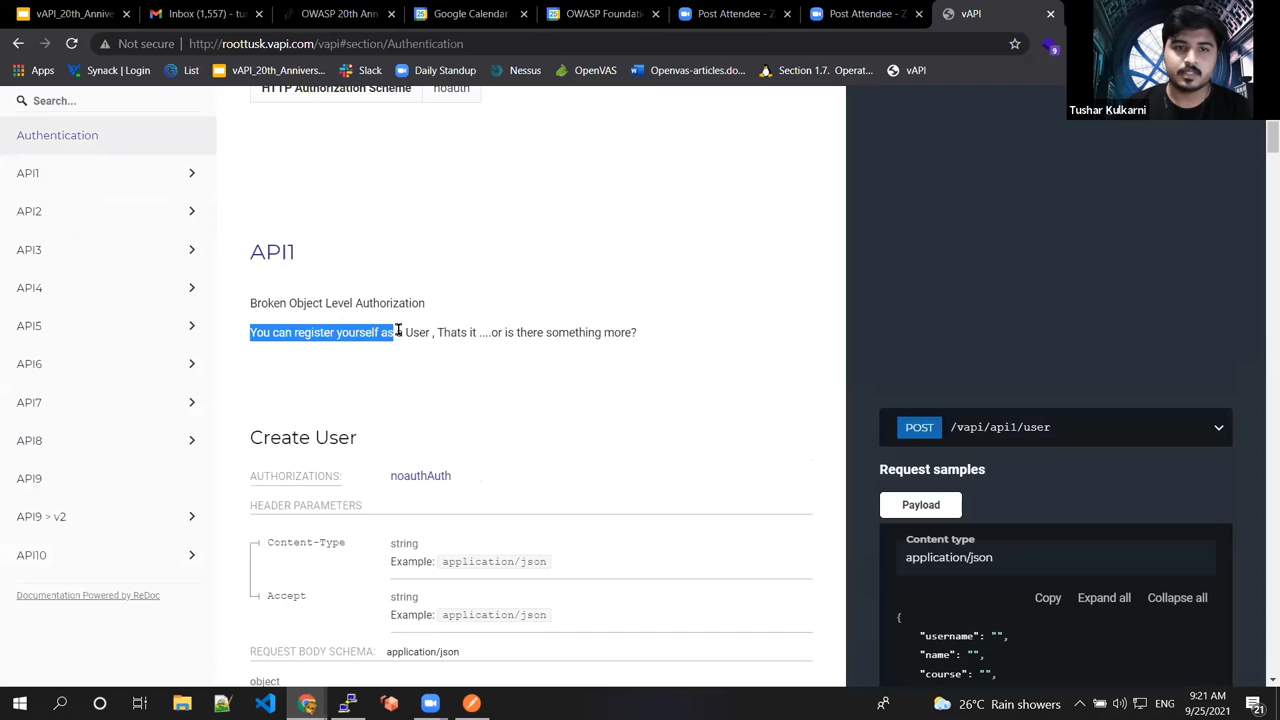 vAPI_20th_Annive
Inbox (1,557) - tus
OWASP 20th Ann
Google Calendar
OWASP Foundati
Post Attendee - Z
Post Attendee - Z
vAPI
Not secure | http://roottusk.com/vapi#section/Authentication
9
Apps
Synack | Login
List
vAPI_20th_Annivers...
Slack
Daily Standup
Nessus
OpenVAS
Openvas-articles.do...
Section 1.7. Operat...
vAPI
Tushar Kulkarni
Search...
Authentication
API1
API2
API3
API4
API5
API6
API7
API8
API9
API9 > v2
API10
Documentation Powered by ReDoc
HTTP Authorization Scheme noauth
API1
Broken Object Level Authorization
You can register yourself as a User , Thats it ....or is there something more?
Create User
AUTHORIZATIONS: noauthAuth
HEADER PARAMETERS
Content-Type string
Example: application/json
Accept string
Example: application/json
REQUEST BODY SCHEMA: application/json
object
POST /vapi/api1/user
Request samples
Payload
Content type
application/json
Copy Expand all Collapse all
{
"username": "",
"name": "",
"course": "",
26°C Rain showers
ENG
9:21 AM
9/25/2021
21